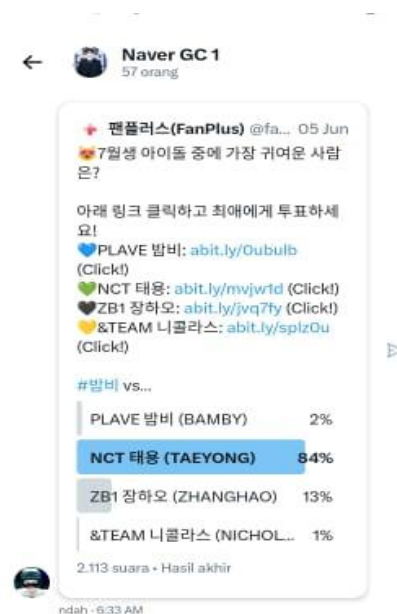 Naver GC 1
57 orang
팬플러스(FanPlus) @fa... 05 Jun
😻7월생 아이돌 중에 가장 귀여운 사람
은?
아래 링크 클릭하고 최애에게 투표하세
요!
💙PLAVE 밤비: abit.ly/0ubulb
(Click!)
💚NCT 태용: abit.ly/mvjw1d (Click!)
🖤ZB1 장하오: abit.ly/jvq7fy (Click!)
💛&TEAM 니콜라스: abit.ly/splz0u
(Click!)
#밤비 vs...
PLAVE 밤비 (BAMBY) 2%
NCT 태용 (TAEYONG) 84%
ZB1 장하오 (ZHANGHAO) 13%
&TEAM 니콜라스 (NICHOL... 1%
2.113 suara • Hasil akhir
ndah · 6:33 AM